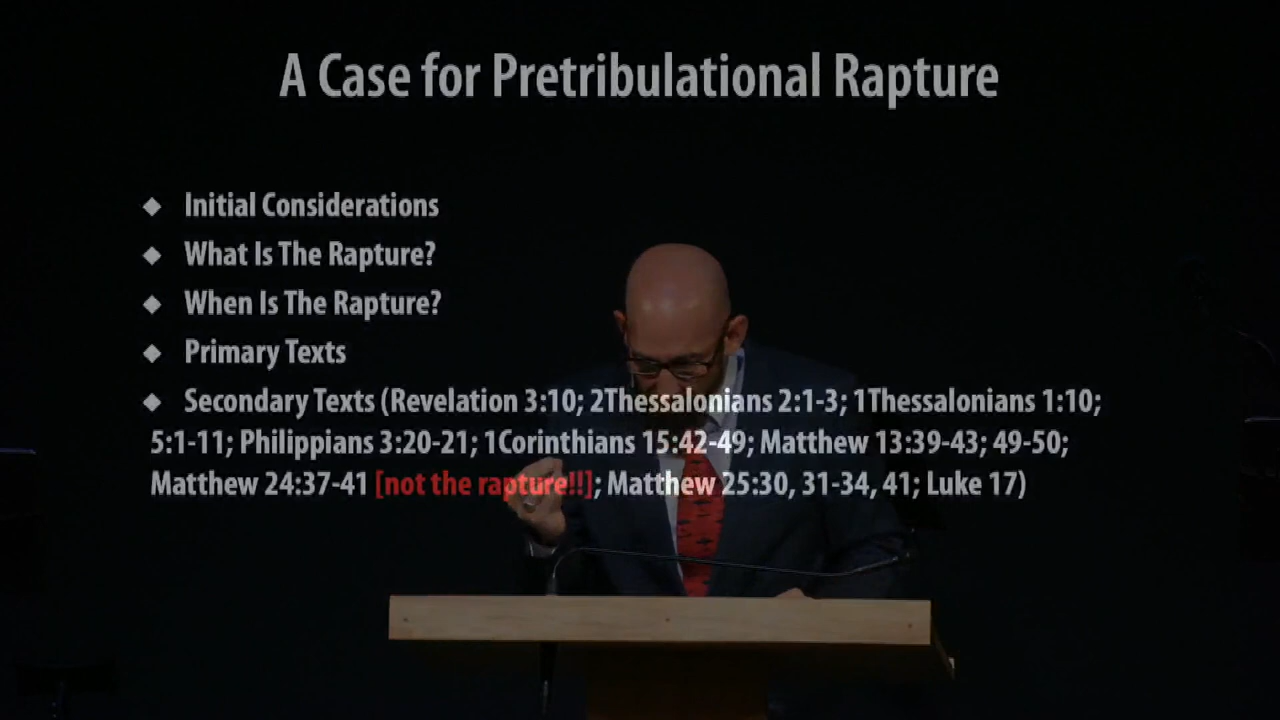 A Case for Pretribulational Rapture
◆ Initial Considerations
◆ What Is The Rapture?
◆ When Is The Rapture?
◆ Primary Texts
◆ Secondary Texts (Revelation 3:10; 2Thessalonians 2:1-3; 1Thessalonians 1:10;
5:1-11; Philippians 3:20-21; 1Corinthians 15:42-49; Matthew 13:39-43; 49-50;
Matthew 24:37-41 [not the rapture!!]; Matthew 25:30, 31-34, 41; Luke 17)